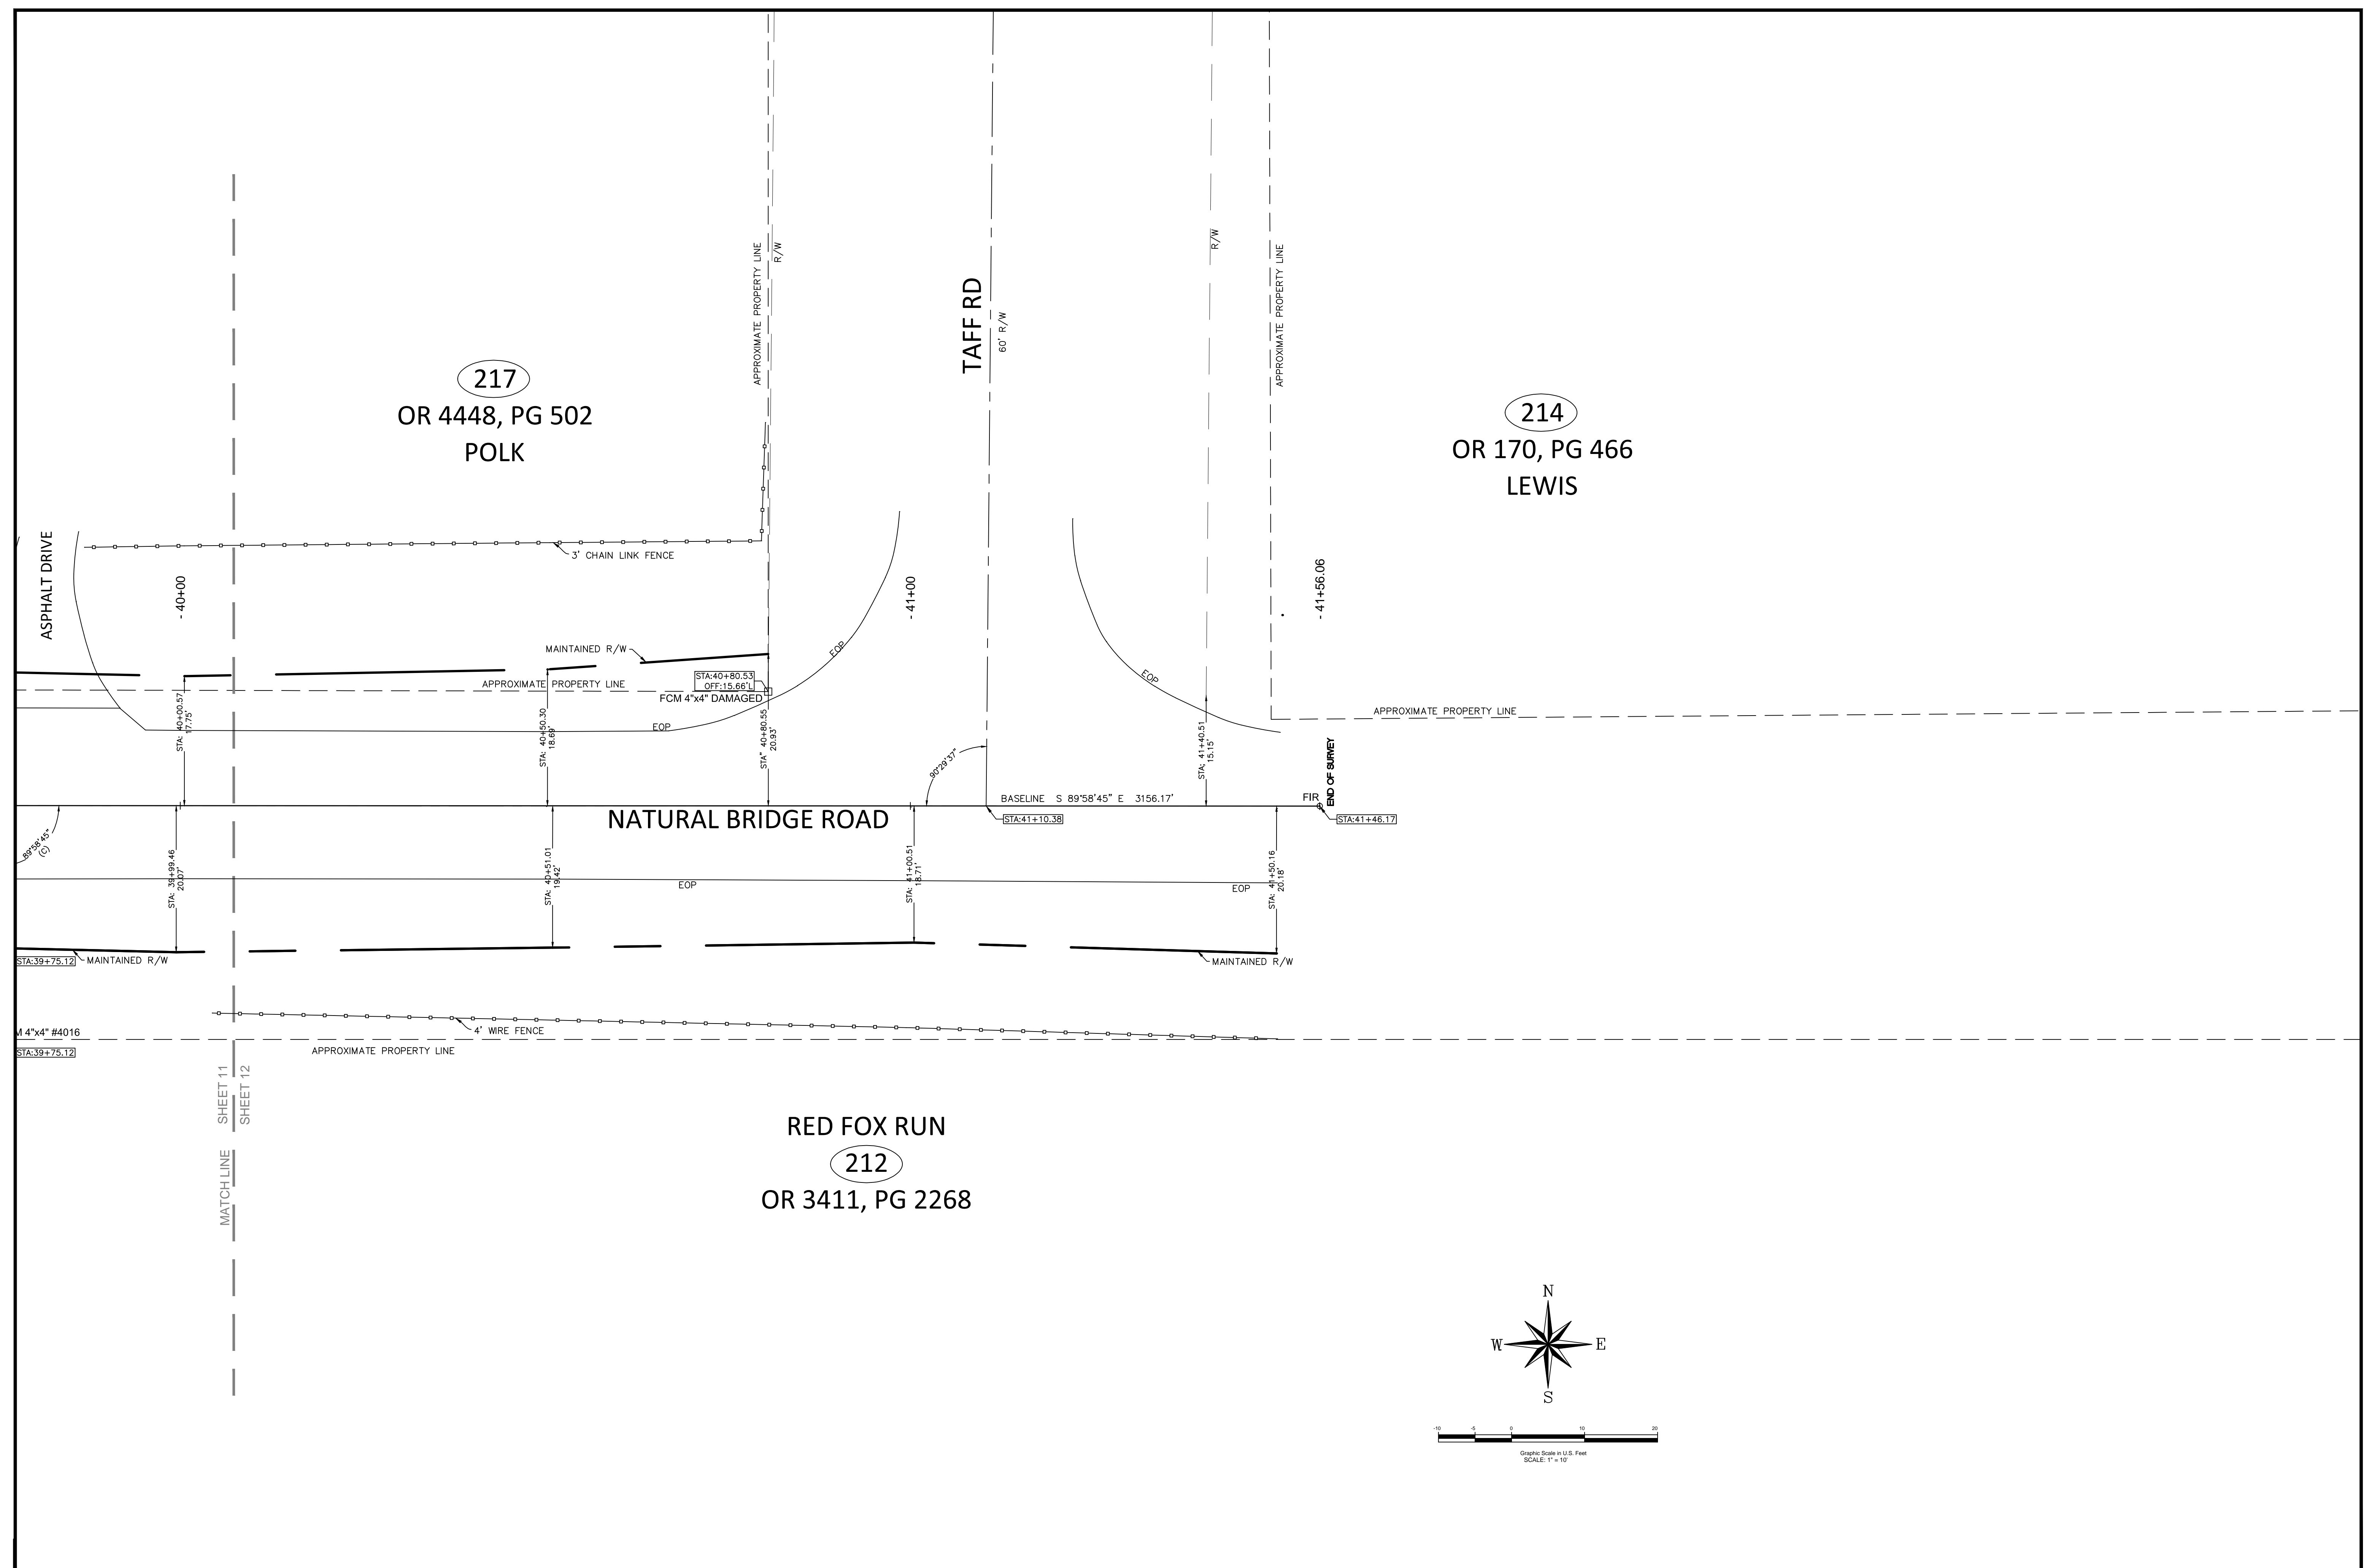 APPROXIMATE PROPERTY LINE
R/W
TAFF RD
60' R/W
R/W
APPROXIMATE PROPERTY LINE
217
OR 4448, PG 502
POLK
214
OR 170, PG 466
LEWIS
ASPHALT DRIVE
3' CHAIN LINK FENCE
- 40+00
- 41+00
- 41+56.06
MAINTAINED R/W
EOP
EOP
APPROXIMATE PROPERTY LINE
STA:40+80.53
OFF:15.66'L
FCM 4"x4" DAMAGED
APPROXIMATE PROPERTY LINE
STA: 40+00.57
17.75'
STA: 40+50.30
18.69'
EOP
STA" 40+80.55
20.93'
90°29'37"
STA: 41+40.51
15.15'
END OF SURVEY
BASELINE S 89°58'45" E 3156.17'
FIR
NATURAL BRIDGE ROAD
STA:41+10.38
STA:41+46.17
89°58'45"
(C)
STA: 39+99.46
20.07'
STA: 40+51.01
19.42'
STA: 41+00.51
18.71'
STA: 41+50.16
20.18'
EOP
EOP
STA:39+75.12
MAINTAINED R/W
MAINTAINED R/W
M 4"x4" #4016
4' WIRE FENCE
STA:39+75.12
APPROXIMATE PROPERTY LINE
MATCH LINE SHEET 11
SHEET 12
RED FOX RUN
212
OR 3411, PG 2268
N
W E
S
-10 -5 0 10 20
Graphic Scale in U.S. Feet
SCALE: 1" = 10'